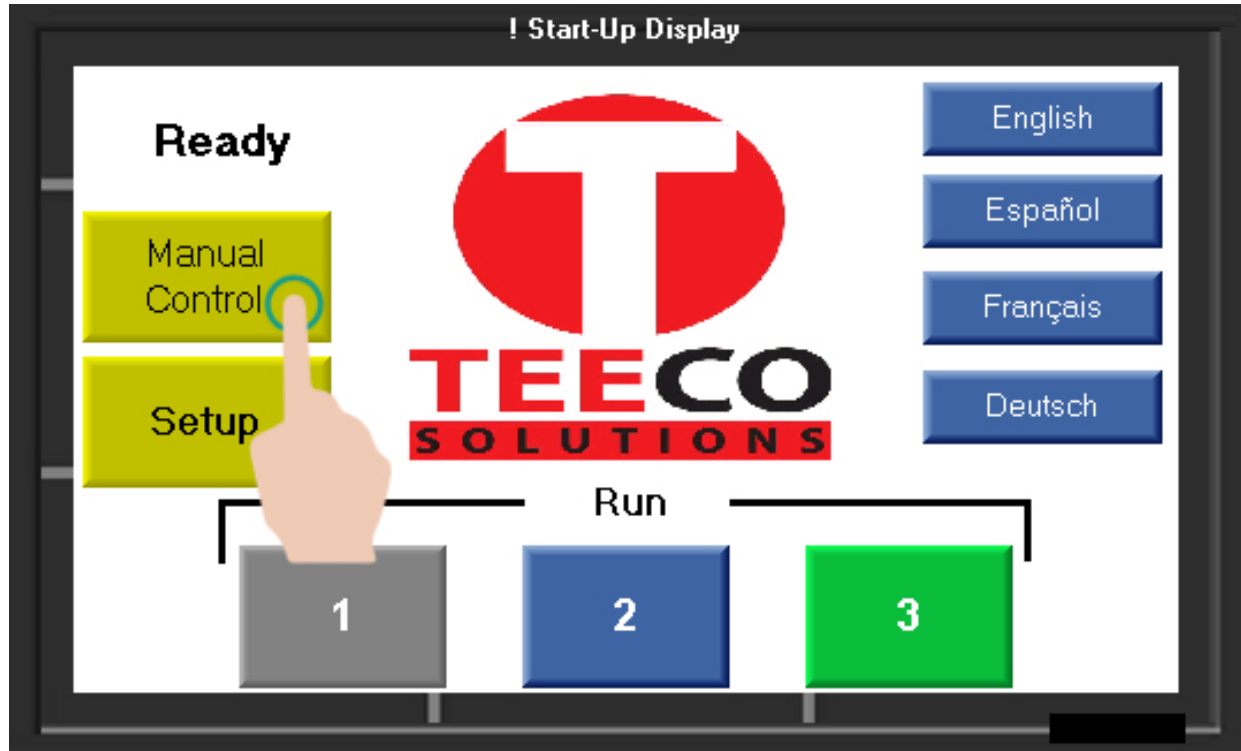 ! Start-Up Display
Ready
Manual
Control
Setup
T
TEECO
SOLUTIONS
English
Español
Français
Deutsch
Run
1
2
3